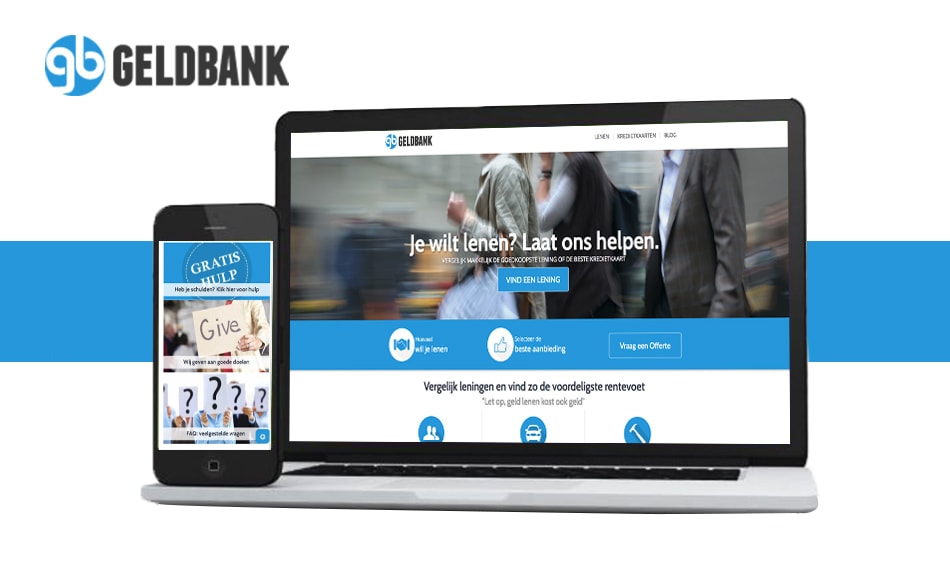 gb GELDBANK
gb GELDBANK
LENEN | KREDIETKAARTEN | BLOG
Je wilt lenen? Laat ons helpen.
VERGELIJK MAKKELIJK DE GOEDKOOPSTE LENING OF DE BESTE KREDIETKAART
VIND EEN LENING
Hoeveel
wil je lenen
Selecteer de
beste aanbieding
Vraag een Offerte
Vergelijk leningen en vind zo de voordeligste rentevoet
"Let op, geld lenen kost ook geld"
GRATIS
HULP
Heb je schulden? Klik hier voor hulp
Give
Wij geven aan goede doelen
? ? ? ?
FAQ: veelgestelde vragen